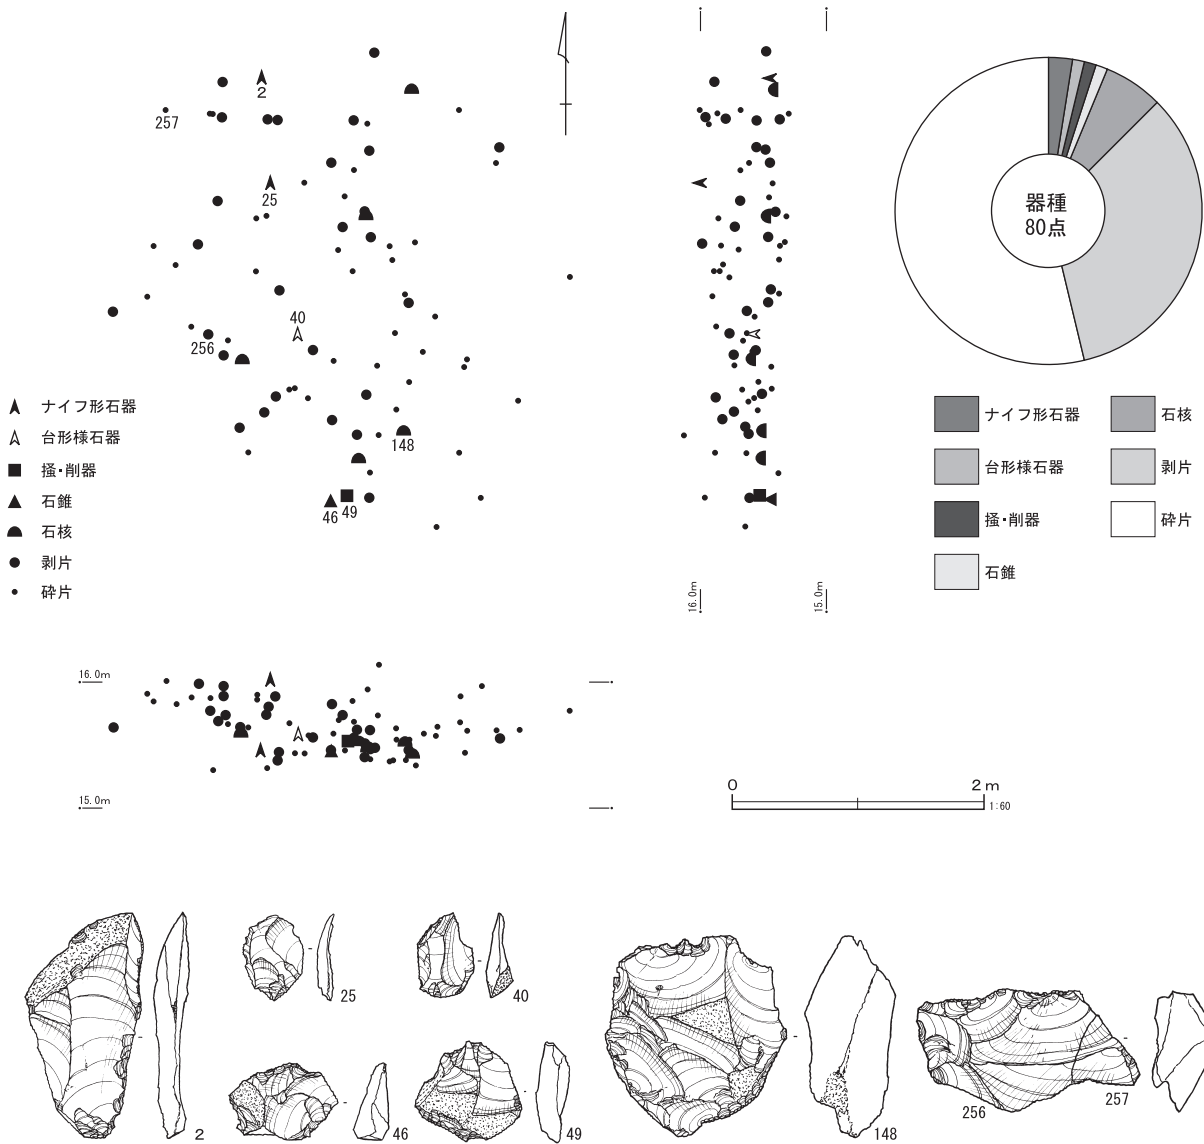 2
257
25
40
256
148
46 49
ナイフ形石器
台形様石器
掻・削器
石錐
石核
剥片
砕片
16.0m
15.0m
器種
80点
ナイフ形石器
台形様石器
掻・削器
石錐
石核
剥片
砕片
16.0m
15.0m
0 2m
1:60
2
25
40
46
49
148
256
257